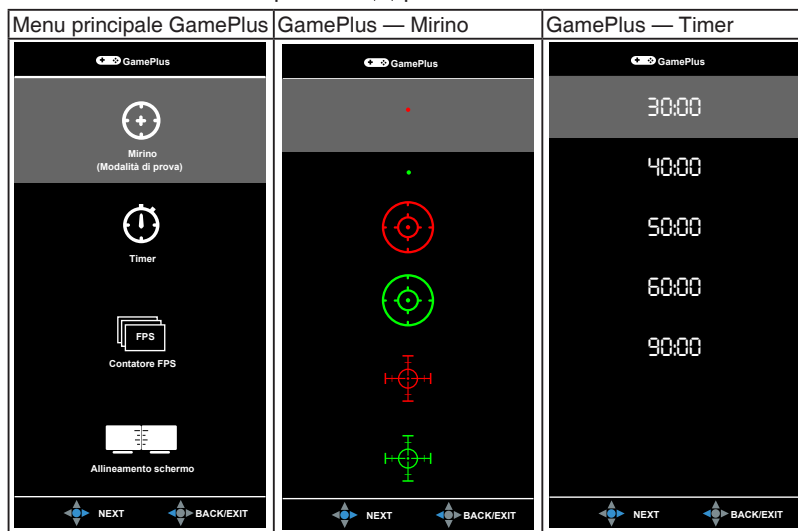 Menu principale GamePlus
GamePlus
Mirino
(Modalità di prova)
Timer
FPS
Contatore FPS
Allineamento schermo
NEXT BACK/EXIT
GamePlus — Mirino
GamePlus
NEXT BACK/EXIT
GamePlus — Timer
GamePlus
30:00
40:00
50:00
60:00
90:00
NEXT BACK/EXIT